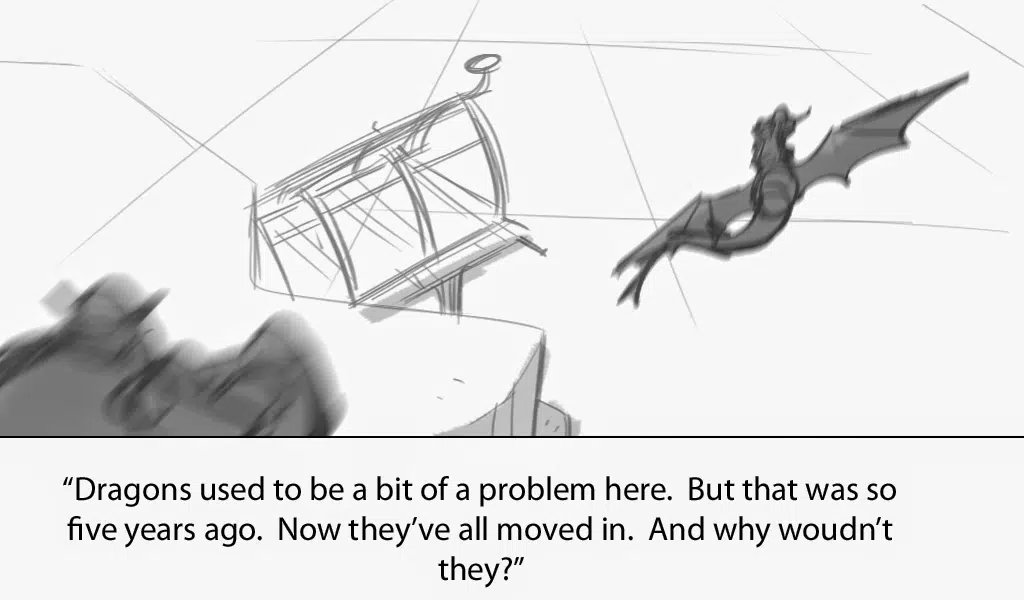 “Dragons used to be a bit of a problem here.  But that was so
five years ago.  Now they’ve all moved in.  And why woudn’t
they?”